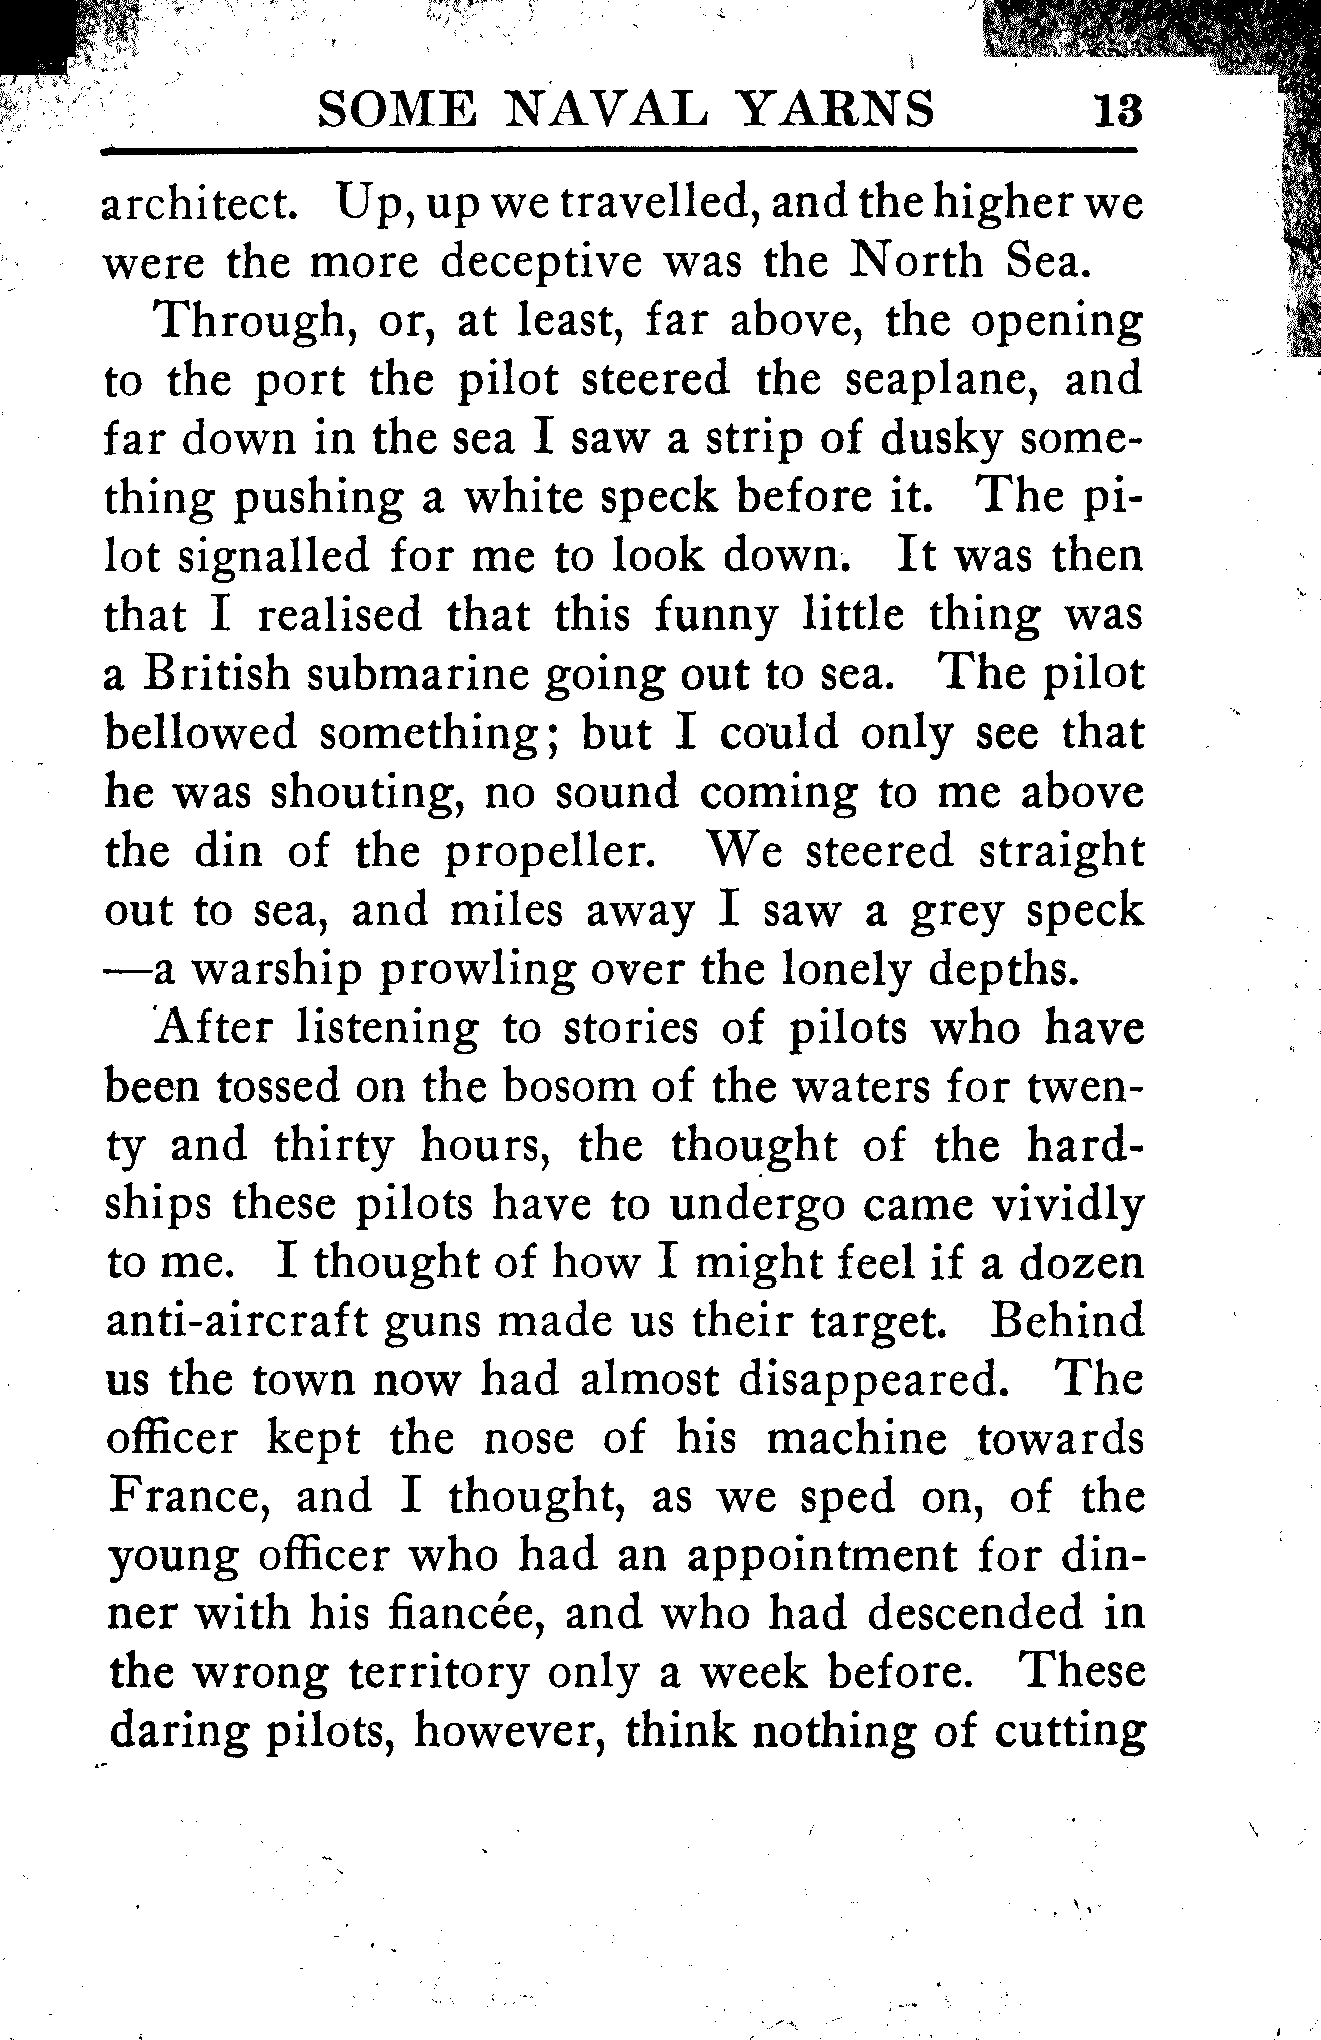 SOME NAVAL YARNS 13
architect. Up, up we travelled, and the higher we
were the more deceptive was the North Sea.
Through, or, at least, far above, the opening
to the port the pilot steered the seaplane, and
far down in the sea I saw a strip of dusky some-
thing pushing a white speck before it. The pi-
lot signalled for me to look down. It was then
that I realised that this funny little thing was
a British submarine going out to sea. The pilot
bellowed something; but I could only see that
he was shouting, no sound coming to me above
the din of the propeller. We steered straight
out to sea, and miles away I saw a grey speck
—a warship prowling over the lonely depths.
After listening to stories of pilots who have
been tossed on the bosom of the waters for twen-
ty and thirty hours, the thought of the hard-
ships these pilots have to undergo came vividly
to me. I thought of how I might feel if a dozen
anti-aircraft guns made us their target. Behind
us the town now had almost disappeared. The
officer kept the nose of his machine towards
France, and I thought, as we sped on, of the
young officer who had an appointment for din-
ner with his fiancée, and who had descended in
the wrong territory only a week before. These
daring pilots, however, think nothing of cutting